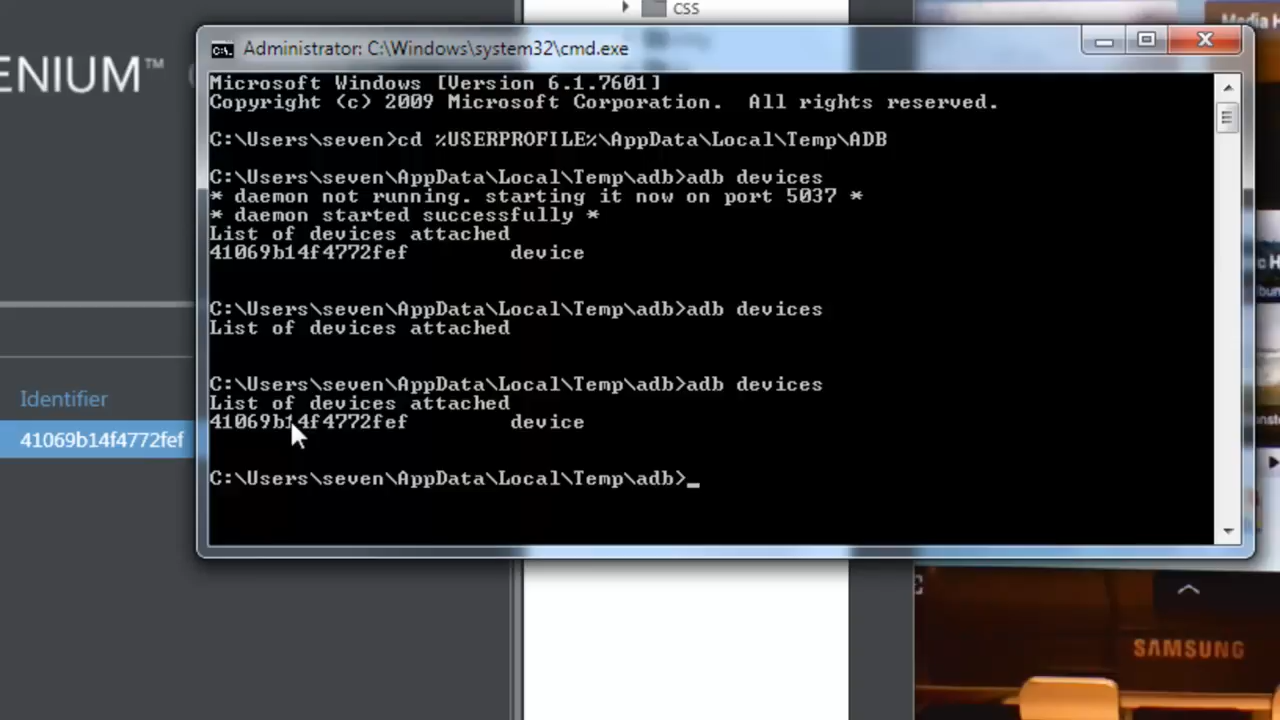 CSS
Media H
ENIUM™
Administrator: C:\Windows\system32\cmd.exe
Microsoft Windows [Version 6.1.7601]
Copyright (c) 2009 Microsoft Corporation.  All rights reserved.
C:\Users\seven>cd %USERPROFILE%\AppData\Local\Temp\ADB
C:\Users\seven\AppData\Local\Temp\adb>adb devices
* daemon not running. starting it now on port 5037 *
* daemon started successfully *
List of devices attached
41069b14f4772fef        device
C:\Users\seven\AppData\Local\Temp\adb>adb devices
List of devices attached
C:\Users\seven\AppData\Local\Temp\adb>adb devices
List of devices attached
41069b14f4772fef        device
C:\Users\seven\AppData\Local\Temp\adb>_
Identifier
41069b14f4772fef
SAMSUNG